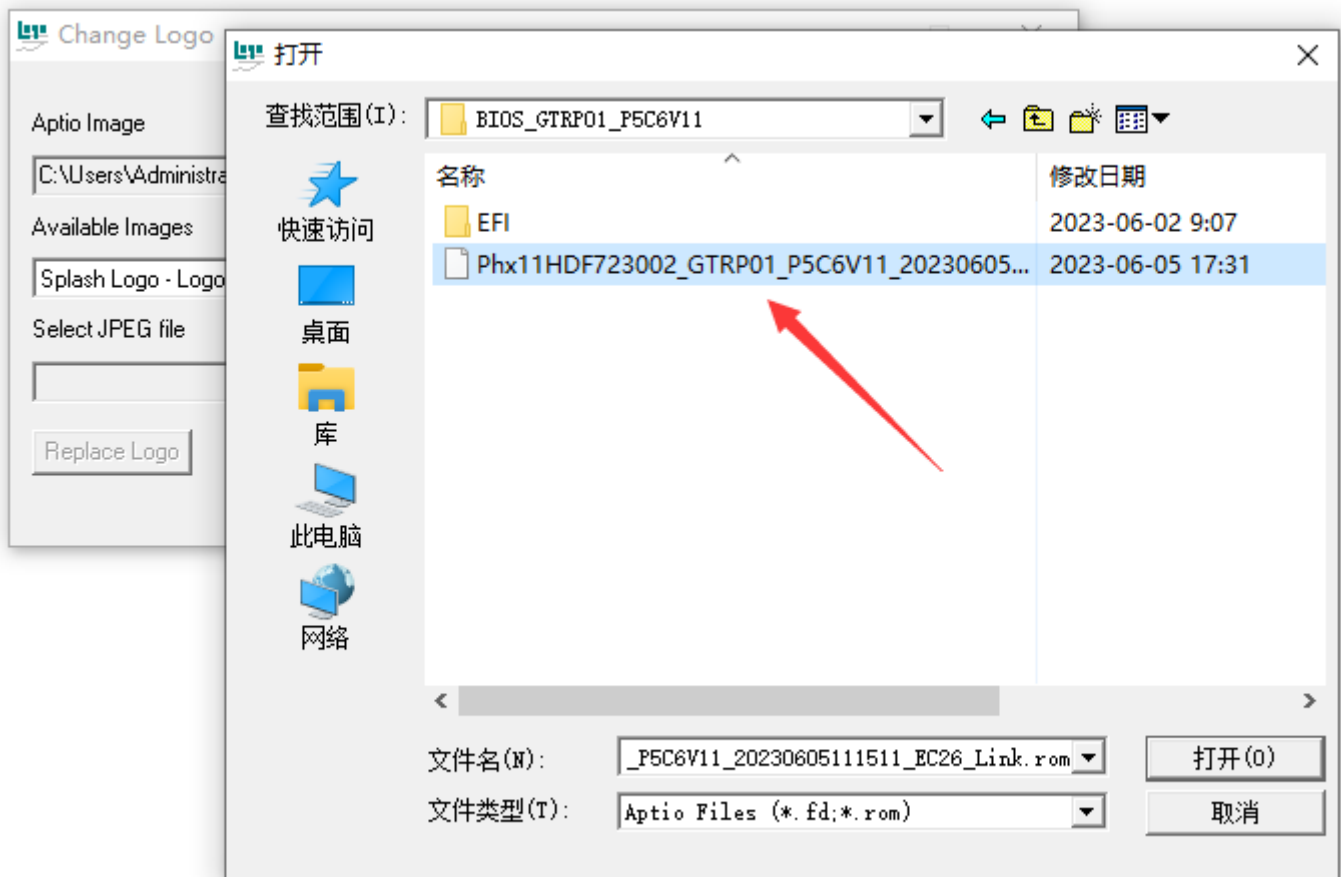 Change Logo
打开
Aptio Image
C:\Users\Administra
Available Images
Splash Logo - Logo
Select JPEG file
Replace Logo
查找范围(I):
BIOS_GTRP01_P5C6V11
快速访问
桌面
库
此电脑
网络
名称
修改日期
EFI
2023-06-02 9:07
Phx11HDF723002_GTRP01_P5C6V11_20230605...
2023-06-05 17:31
文件名(N):
_P5C6V11_20230605111511_EC26_Link.rom
打开(O)
文件类型(T):
Aptio Files (*.fd;*.rom)
取消